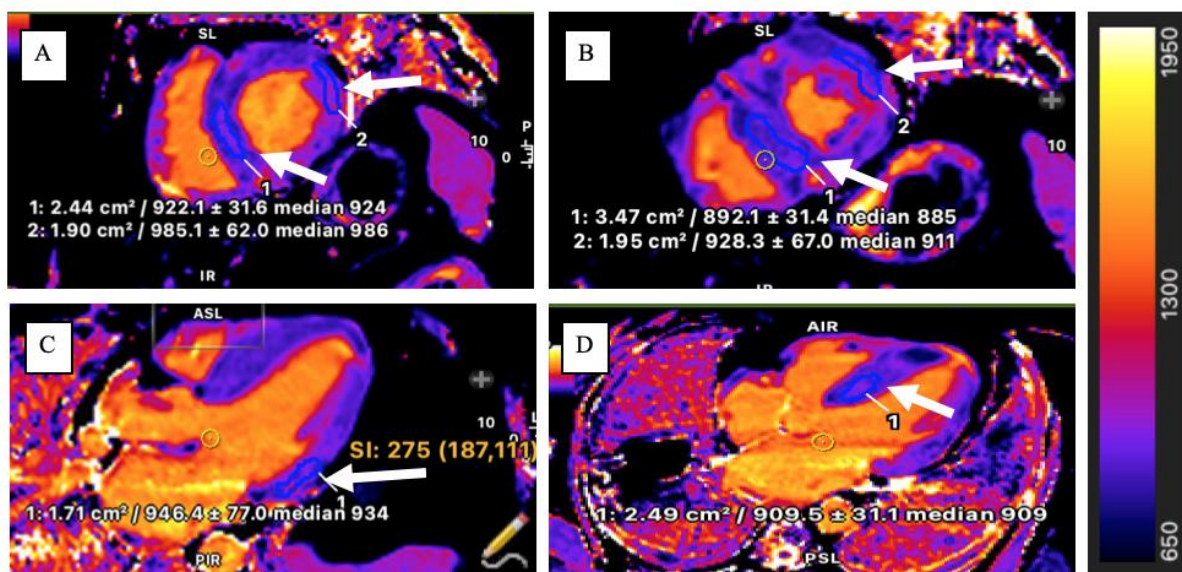 A
SL
2
10
P
0
1
1: 2.44 cm² / 922.1 ± 31.6 median 924
2: 1.90 cm² / 985.1 ± 62.0 median 986
IR
B
SL
2
10
1
1: 3.47 cm² / 892.1 ± 31.4 median 885
2: 1.95 cm² / 928.3 ± 67.0 median 911
C
ASL
10
SI: 275 (187,111)
1
1: 1.71 cm² / 946.4 ± 77.0 median 934
PIR
D
AIR
1
1: 2.49 cm² / 909.5 ± 31.1 median 909
PSL
1950
1300
650